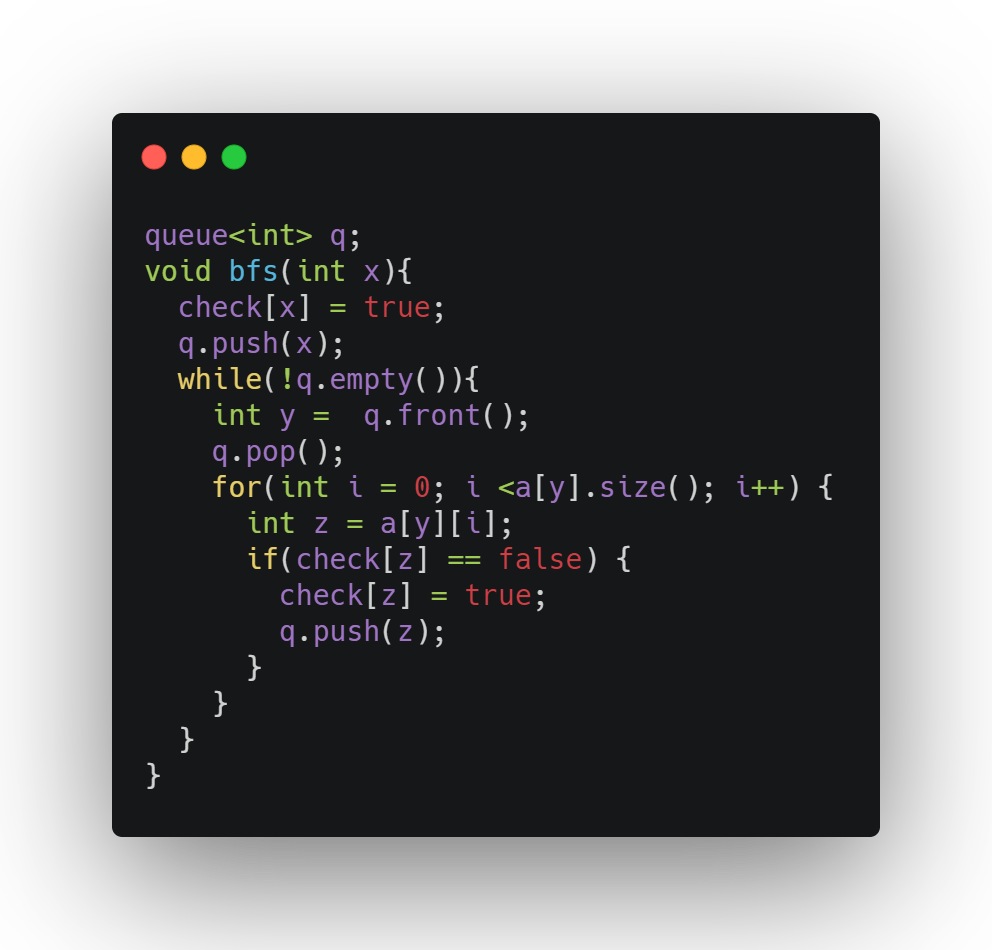 queue<int> q;
void bfs(int x){
  check[x] = true;
  q.push(x);
  while(!q.empty()){
    int y =  q.front();
    q.pop();
    for(int i = 0; i <a[y].size(); i++) {
      int z = a[y][i];
      if(check[z] == false) {
        check[z] = true;
        q.push(z);
      }
    }
  }
}